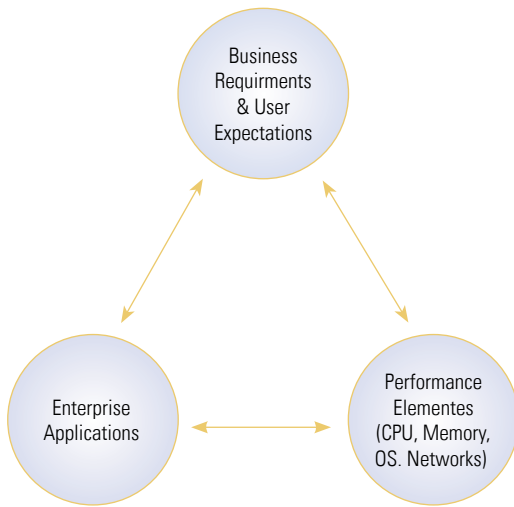 Business
Requirments
& User
Expectations
Enterprise
Applications
Performance
Elementes
(CPU, Memory,
OS. Networks)